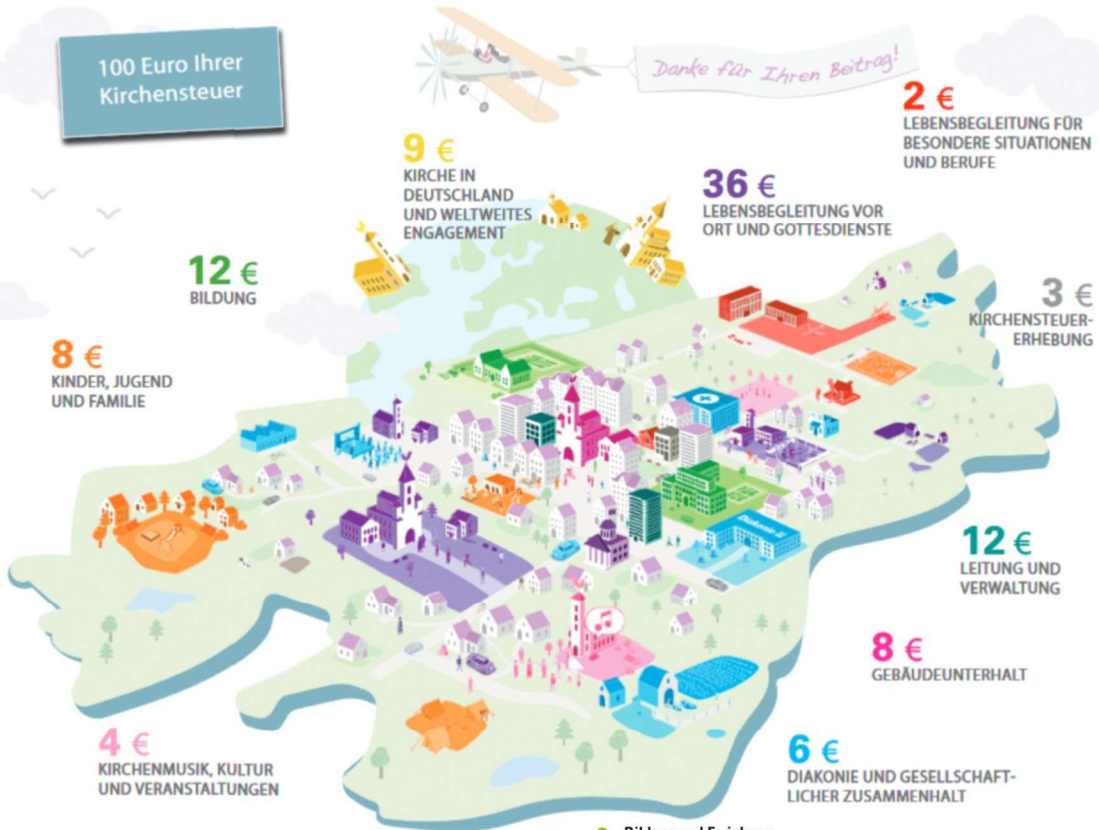 100 Euro Ihrer
Kirchensteuer
Danke für Ihren Beitrag!
2 €
LEBENSBEGLEITUNG FÜR
BESONDERE SITUATIONEN
UND BERUFE
9 €
KIRCHE IN
DEUTSCHLAND
UND WELTWEITES
ENGAGEMENT
36 €
LEBENSBEGLEITUNG VOR
ORT UND GOTTESDIENSTE
12 €
BILDUNG
3 €
KIRCHENSTEUER-
ERHEBUNG
8 €
KINDER, JUGEND
UND FAMILIE
Diakonie
12 €
LEITUNG UND
VERWALTUNG
8 €
GEBÄUDEUNTERHALT
4 €
KIRCHENMUSIK, KULTUR
UND VERANSTALTUNGEN
6 €
DIAKONIE UND GESELLSCHAFT-
LICHER ZUSAMMENHALT